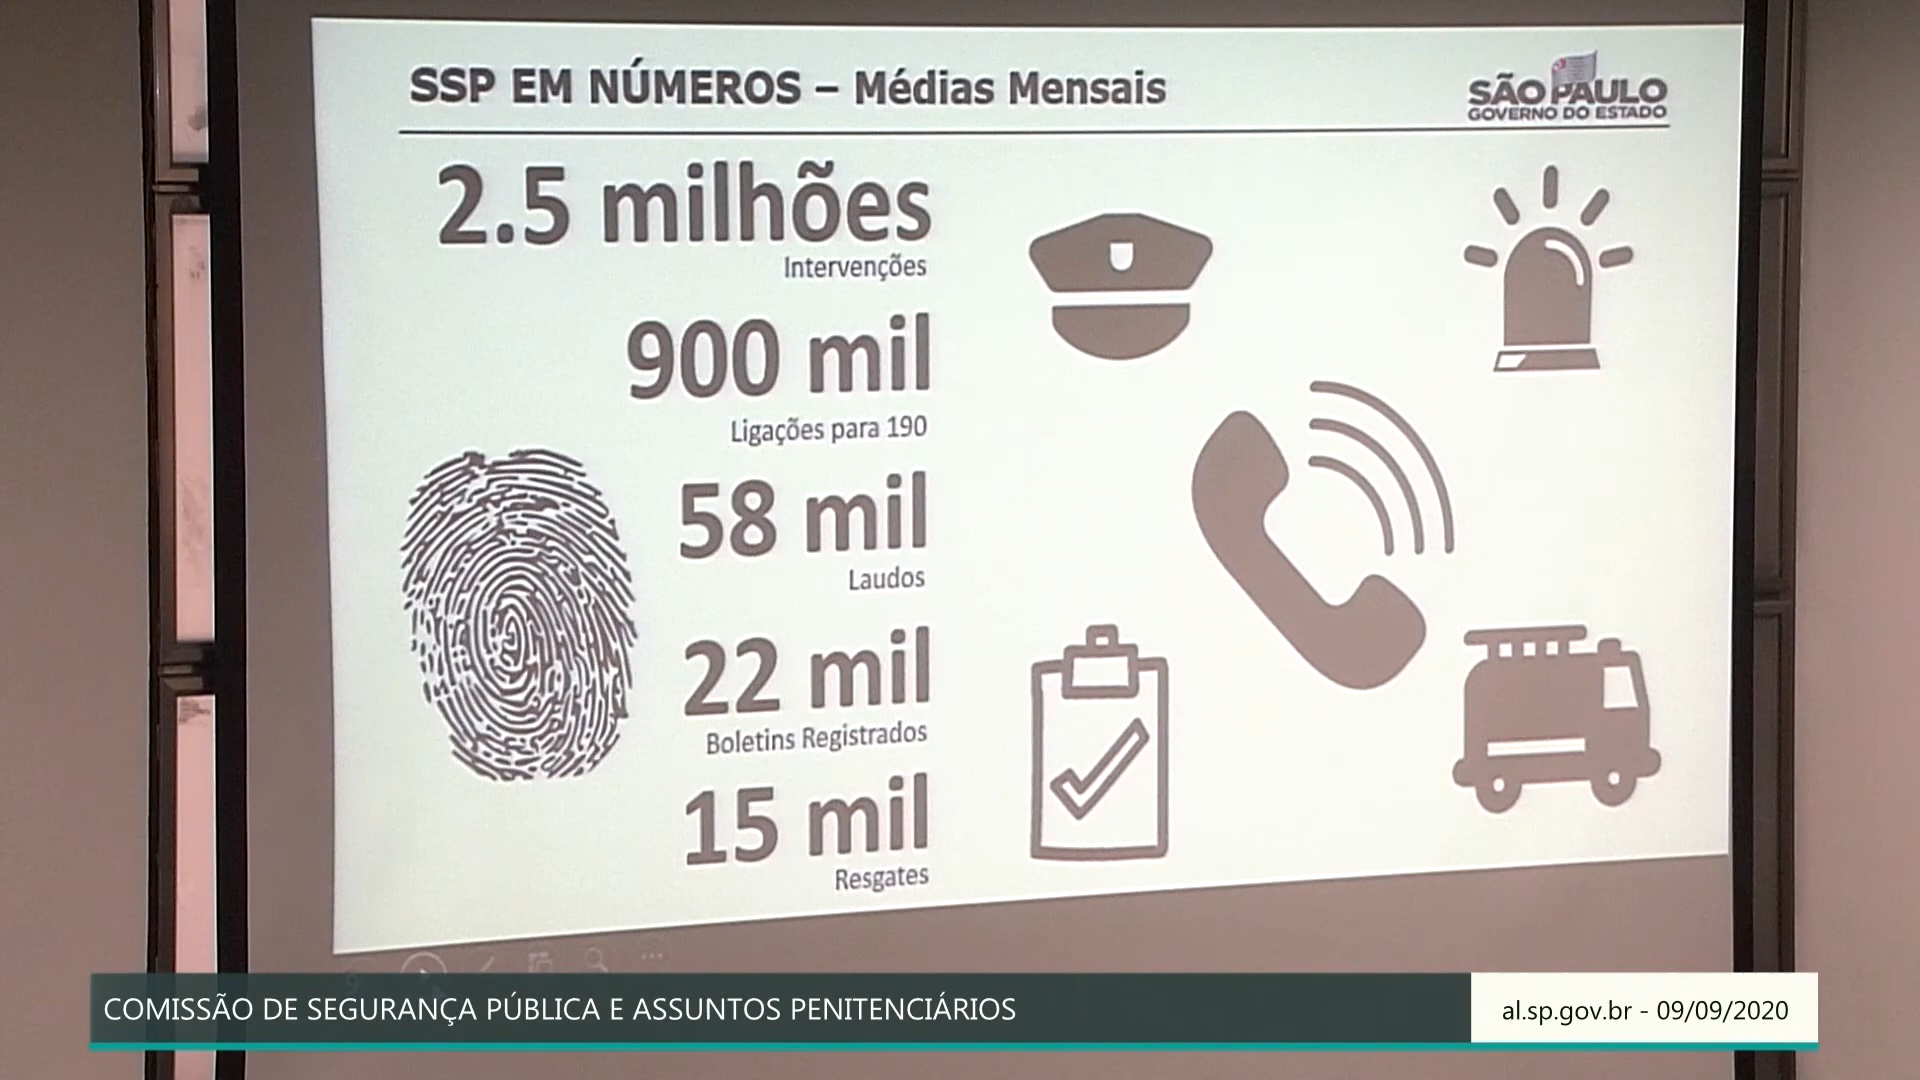 SSP EM NÚMEROS – Médias Mensais
SÃO PAULO
GOVERNO DO ESTADO
2.5 milhões
Intervenções
900 mil
Ligações para 190
58 mil
Laudos
22 mil
Boletins Registrados
15 mil
Resgates
COMISSÃO DE SEGURANÇA PÚBLICA E ASSUNTOS PENITENCIÁRIOS
al.sp.gov.br - 09/09/2020